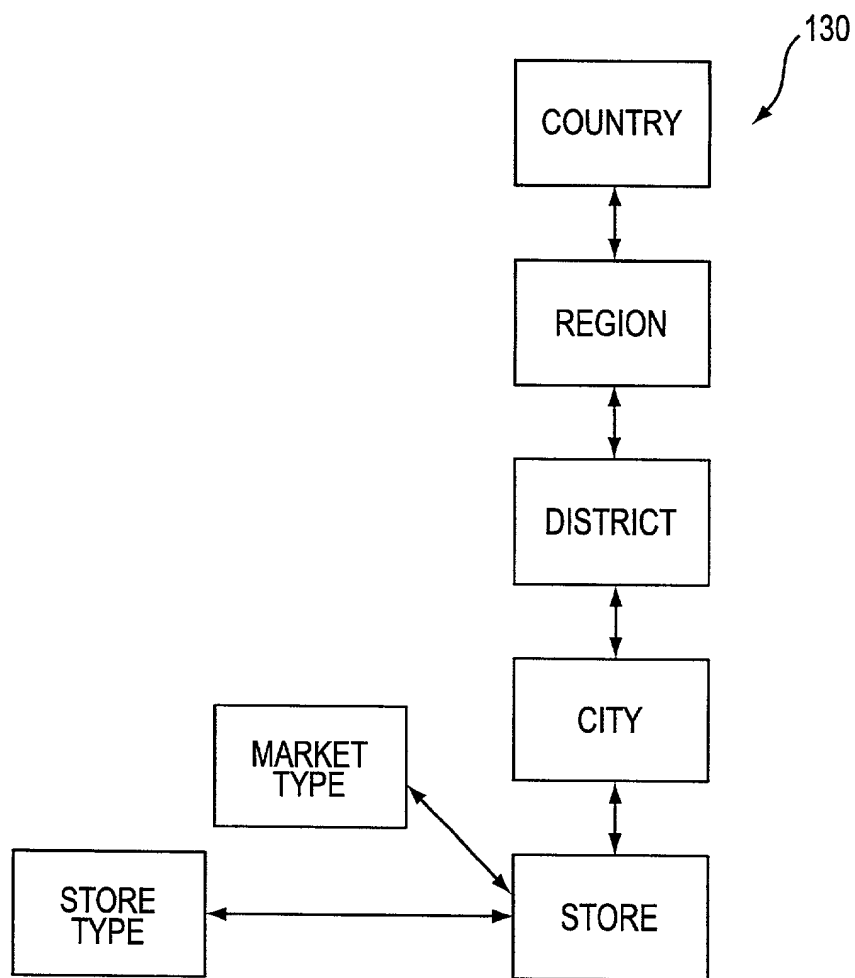 130
COUNTRY
REGION
DISTRICT
CITY
MARKET
TYPE
STORE
TYPE
STORE